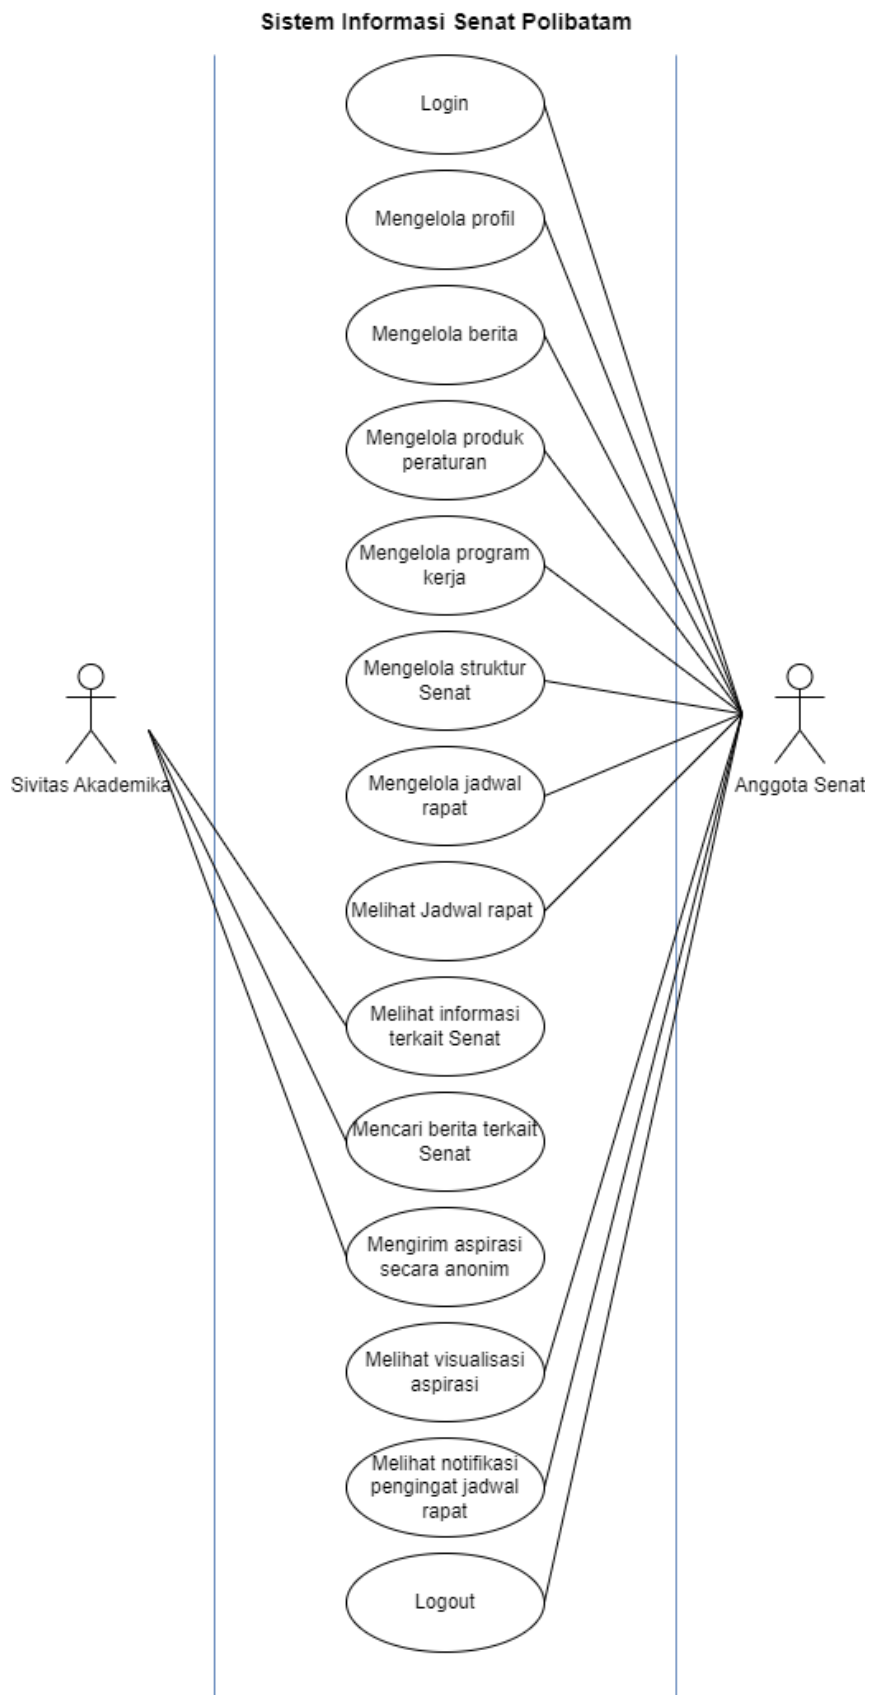 Sistem Informasi Senat Polibatam
Login
Mengelola profil
Mengelola berita
Mengelola produk
peraturan
Mengelola program
kerja
Mengelola struktur
Senat
Sivitas Akademika
Anggota Senat
Mengelola jadwal
rapat
Melihat Jadwal rapat
Melihat informasi
terkait Senat
Mencari berita terkait
Senat
Mengirim aspirasi
secara anonim
Melihat visualisasi
aspirasi
Melihat notifikasi
pengingat jadwal
rapat
Logout